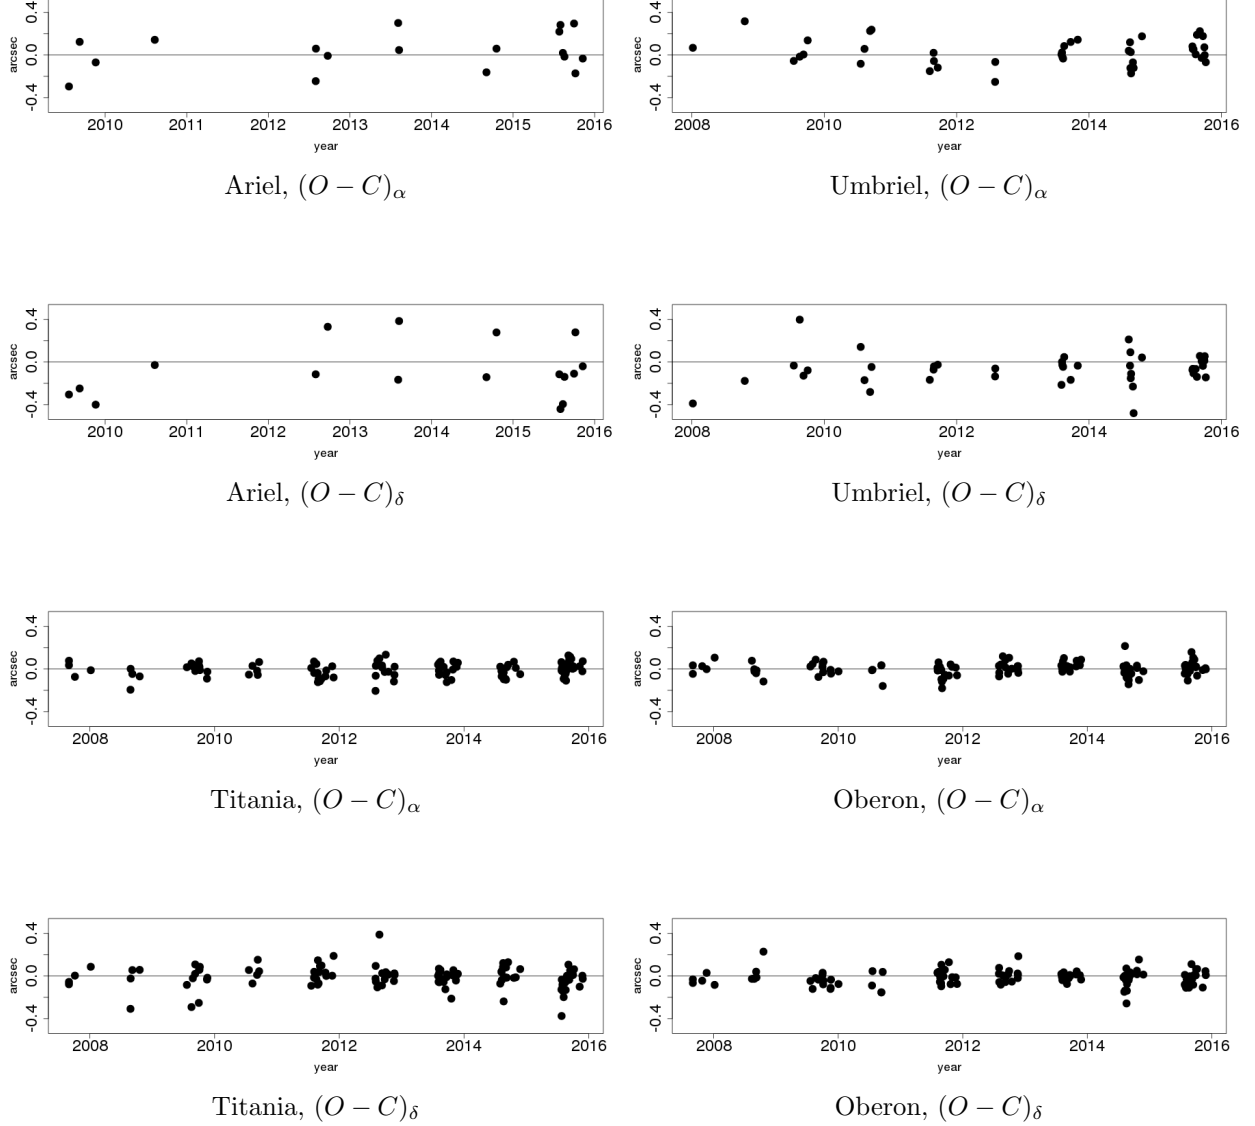 0.4
0.0
-0.4
arcsec
2010 2011 2012 2013 2014 2015 2016
year
Ariel, (O − C)α
0.4
0.0
-0.4
arcsec
2008 2010 2012 2014 2016
year
Umbriel, (O − C)α
0.4
0.0
-0.4
arcsec
2010 2011 2012 2013 2014 2015 2016
year
Ariel, (O − C)δ
0.4
0.0
-0.4
arcsec
2008 2010 2012 2014 2016
year
Umbriel, (O − C)δ
0.4
0.0
-0.4
arcsec
2008 2010 2012 2014 2016
year
Titania, (O − C)α
0.4
0.0
-0.4
arcsec
2008 2010 2012 2014 2016
year
Oberon, (O − C)α
0.4
0.0
-0.4
arcsec
2008 2010 2012 2014 2016
year
Titania, (O − C)δ
0.4
0.0
-0.4
arcsec
2008 2010 2012 2014 2016
year
Oberon, (O − C)δ